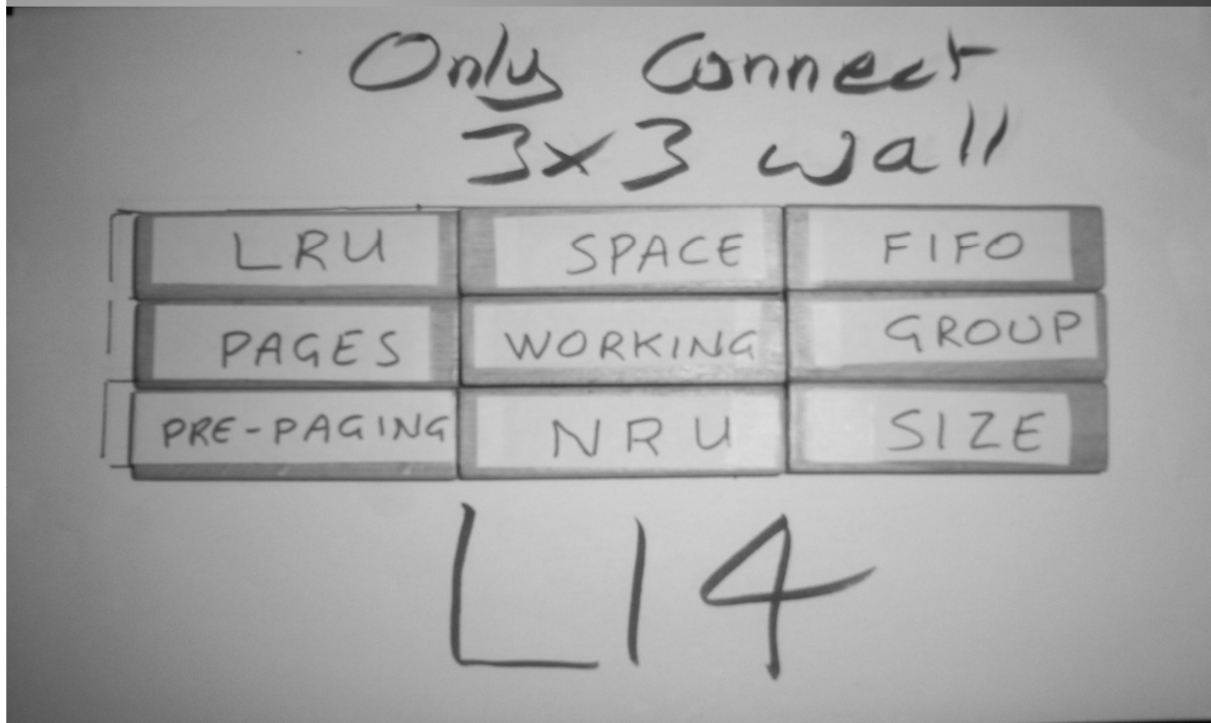 Only Connect
3x3 wall
LRU SPACE FIFO
PAGES WORKING GROUP
PRE-PAGING NRU SIZE
L14